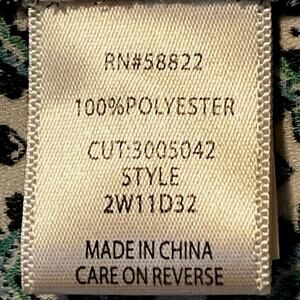 RN#58822
100%POLYESTER
CUT:3005042
STYLE
2W11D32
MADE IN CHINA
CARE ON REVERSE